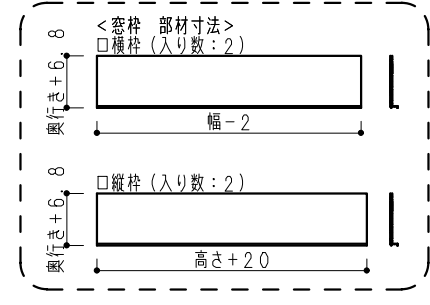 <窓枠 部材寸法>
□横枠(入り数:2)
奥行き+6.8
幅-2
□縦枠(入り数:2)
奥行き+6.8
高さ+20